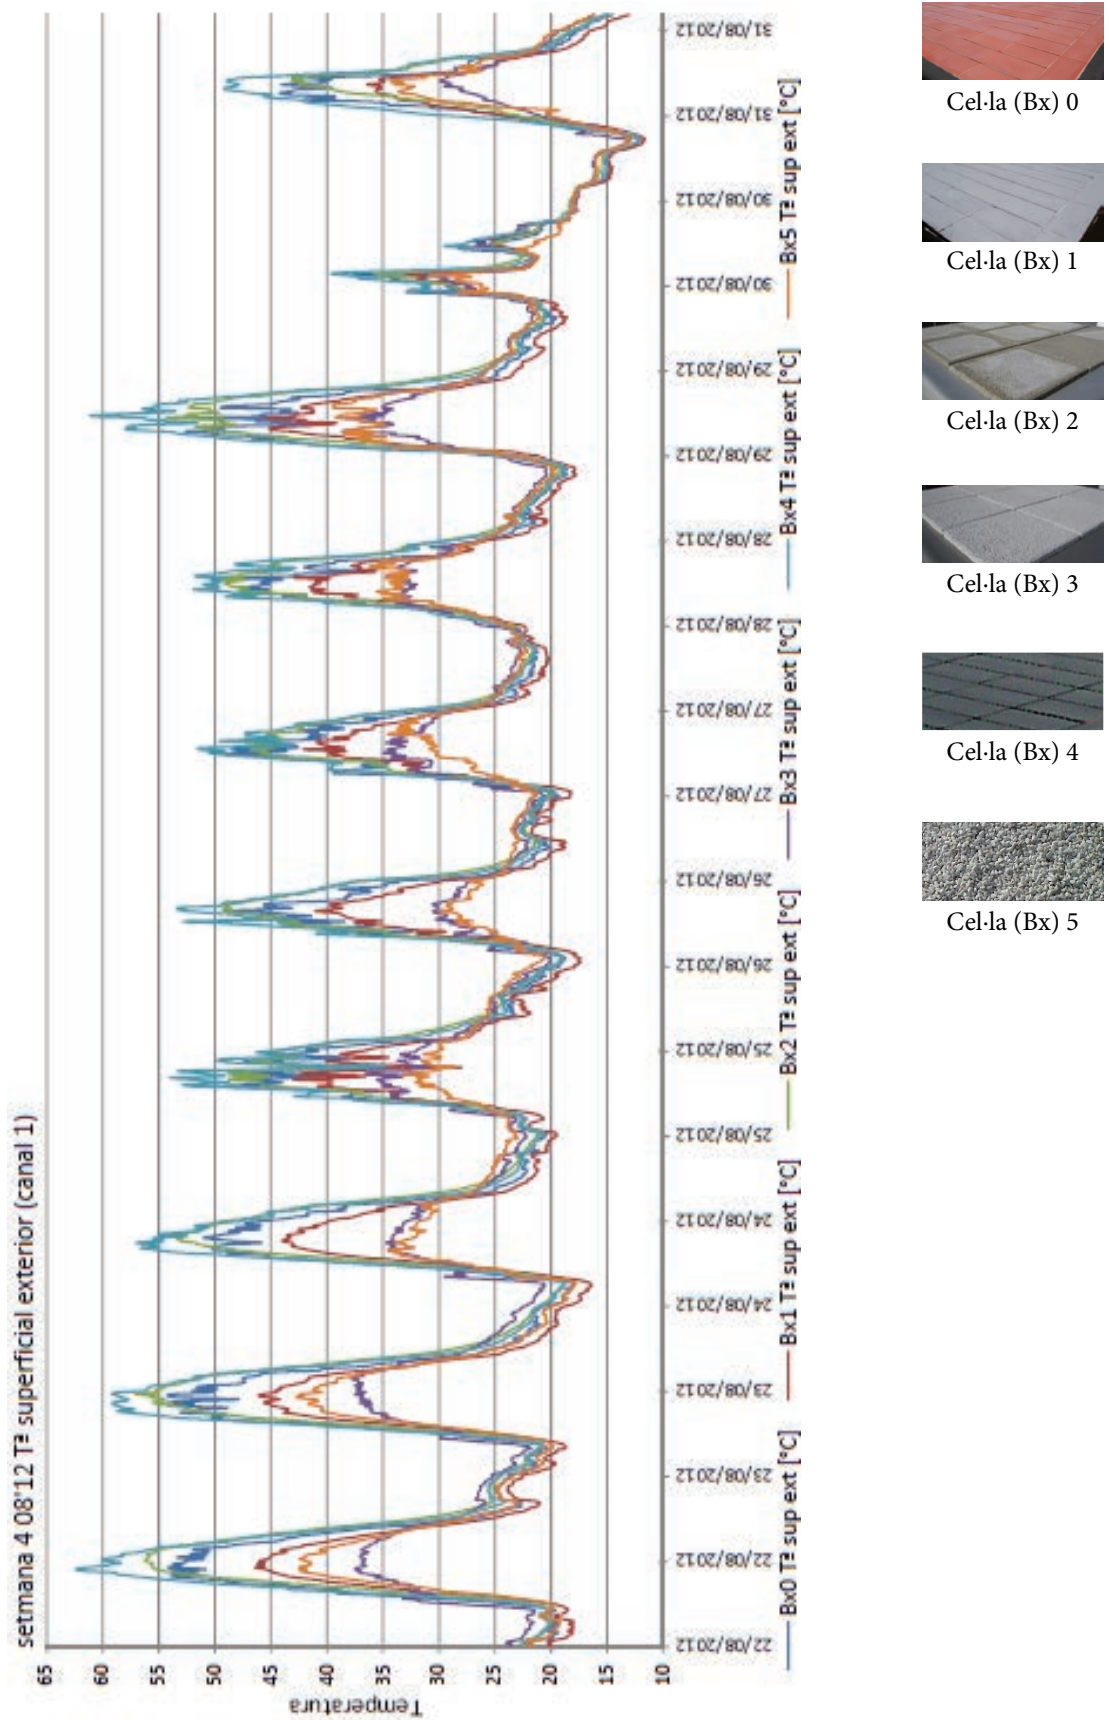 setmana 4 08'12 Tª superficial exterior (canal 1)
Temperatura
65
60
55
50
45
40
35
30
25
20
15
10
22/08/2012
22/08/2012
23/08/2012
23/08/2012
24/08/2012
24/08/2012
25/08/2012
25/08/2012
26/08/2012
26/08/2012
27/08/2012
27/08/2012
28/08/2012
28/08/2012
29/08/2012
29/08/2012
30/08/2012
30/08/2012
31/08/2012
31/08/2012
Bx0 Tª sup ext [°C]
Bx1 Tª sup ext [°C]
Bx2 Tª sup ext [°C]
Bx3 Tª sup ext [°C]
Bx4 Tª sup ext [°C]
Bx5 Tª sup ext [°C]
Cel·la (Bx) 0
Cel·la (Bx) 1
Cel·la (Bx) 2
Cel·la (Bx) 3
Cel·la (Bx) 4
Cel·la (Bx) 5